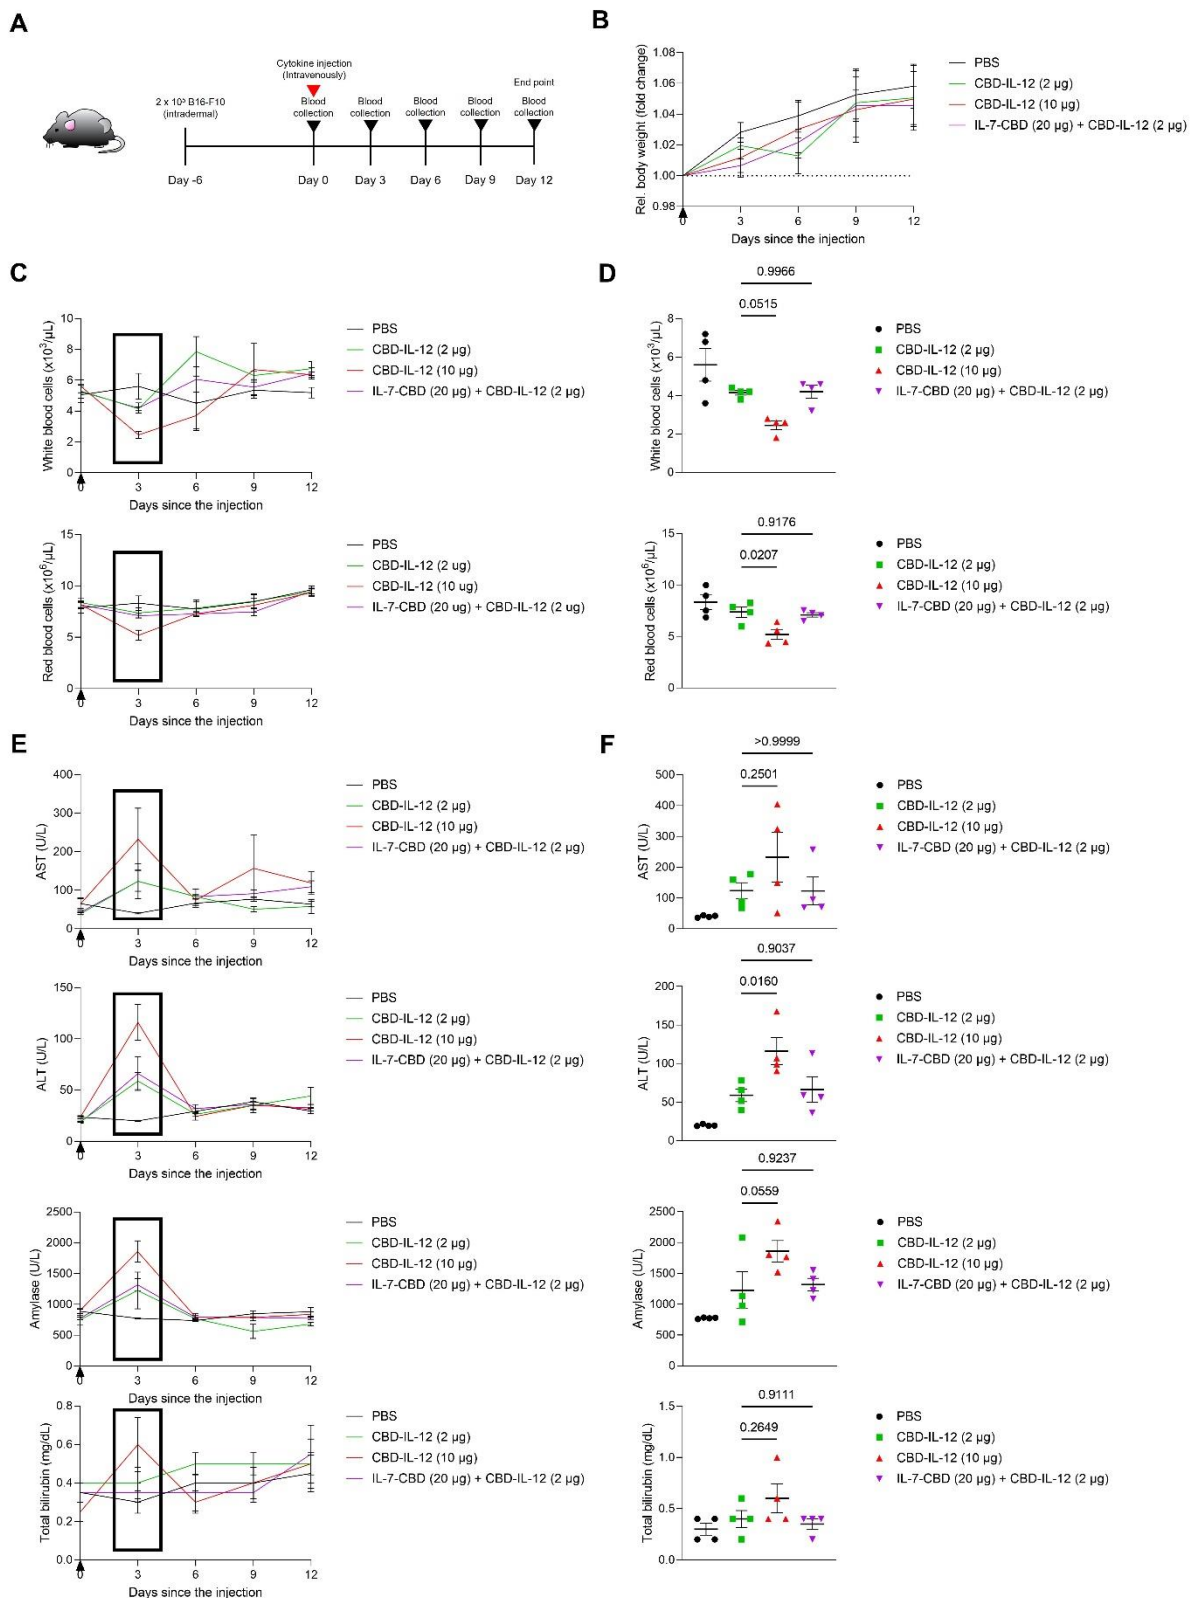 A
Cytokine injection
(Intravenously)
2 x 10⁵ B16-F10
(intradermal)
Blood
collection
Blood
collection
Blood
collection
Blood
collection
End point
Blood
collection
Day -6
Day 0
Day 3
Day 6
Day 9
Day 12
B
Rel. body weight (fold change)
1.08
1.06
1.04
1.02
1.00
0.98
0
3
6
9
12
Days since the injection
PBS
CBD-IL-12 (2 µg)
CBD-IL-12 (10 µg)
IL-7-CBD (20 µg) + CBD-IL-12 (2 µg)
C
White blood cells (x10³/µL)
10
8
6
4
2
0
0
3
6
9
12
Days since the injection
PBS
CBD-IL-12 (2 µg)
CBD-IL-12 (10 µg)
IL-7-CBD (20 µg) + CBD-IL-12 (2 µg)
Red blood cells (x10⁶/µL)
15
10
5
0
0
3
6
9
12
Days since the injection
PBS
CBD-IL-12 (2 ug)
CBD-IL-12 (10 ug)
IL-7-CBD (20 ug) + CBD-IL-12 (2 ug)
D
0.9966
0.0515
White blood cells (x10³/µL)
8
6
4
2
0
PBS
CBD-IL-12 (2 µg)
CBD-IL-12 (10 µg)
IL-7-CBD (20 µg) + CBD-IL-12 (2 µg)
0.9176
0.0207
Red blood cells (x10⁶/µL)
15
10
5
0
PBS
CBD-IL-12 (2 µg)
CBD-IL-12 (10 µg)
IL-7-CBD (20 µg) + CBD-IL-12 (2 µg)
E
AST (U/L)
400
300
200
100
0
0
3
6
9
12
Days since the injection
PBS
CBD-IL-12 (2 µg)
CBD-IL-12 (10 µg)
IL-7-CBD (20 µg) + CBD-IL-12 (2 µg)
ALT (U/L)
150
100
50
0
0
3
6
9
12
Days since the injection
PBS
CBD-IL-12 (2 µg)
CBD-IL-12 (10 µg)
IL-7-CBD (20 µg) + CBD-IL-12 (2 µg)
Amylase (U/L)
2500
2000
1500
1000
500
0
0
3
6
9
12
Days since the injection
PBS
CBD-IL-12 (2 µg)
CBD-IL-12 (10 µg)
IL-7-CBD (20 µg) + CBD-IL-12 (2 µg)
Total bilirubin (mg/dL)
0.8
0.6
0.4
0.2
0.0
0
3
6
9
12
Days since the injection
PBS
CBD-IL-12 (2 µg)
CBD-IL-12 (10 µg)
IL-7-CBD (20 µg) + CBD-IL-12 (2 µg)
F
>0.9999
0.2501
AST (U/L)
500
400
300
200
100
0
PBS
CBD-IL-12 (2 µg)
CBD-IL-12 (10 µg)
IL-7-CBD (20 µg) + CBD-IL-12 (2 µg)
0.9037
0.0160
ALT (U/L)
200
150
100
50
0
PBS
CBD-IL-12 (2 µg)
CBD-IL-12 (10 µg)
IL-7-CBD (20 µg) + CBD-IL-12 (2 µg)
0.9237
0.0559
Amylase (U/L)
2500
2000
1500
1000
500
0
PBS
CBD-IL-12 (2 µg)
CBD-IL-12 (10 µg)
IL-7-CBD (20 µg) + CBD-IL-12 (2 µg)
0.9111
0.2649
Total bilirubin (mg/dL)
1.5
1.0
0.5
0.0
PBS
CBD-IL-12 (2 µg)
CBD-IL-12 (10 µg)
IL-7-CBD (20 µg) + CBD-IL-12 (2 µg)